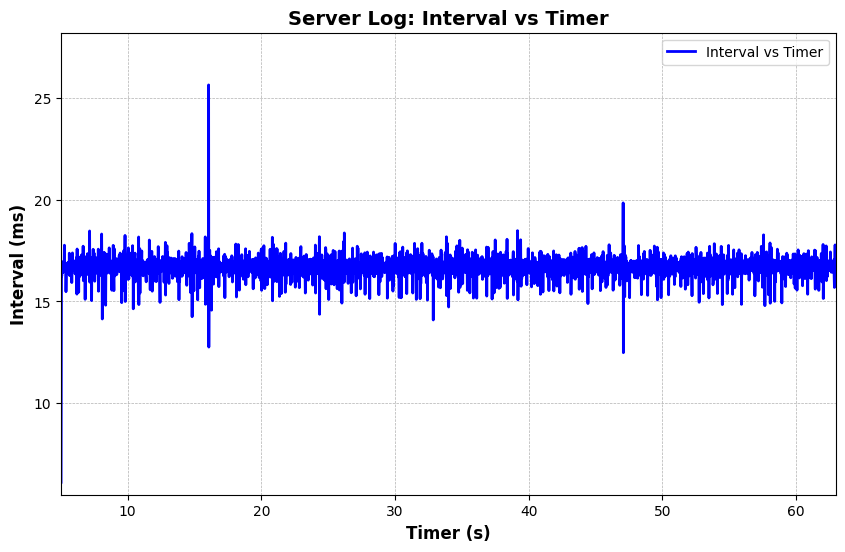 Server Log: Interval vs Timer
Interval vs Timer
25
20
15
10
Interval (ms)
10 20 30 40 50 60
Timer (s)